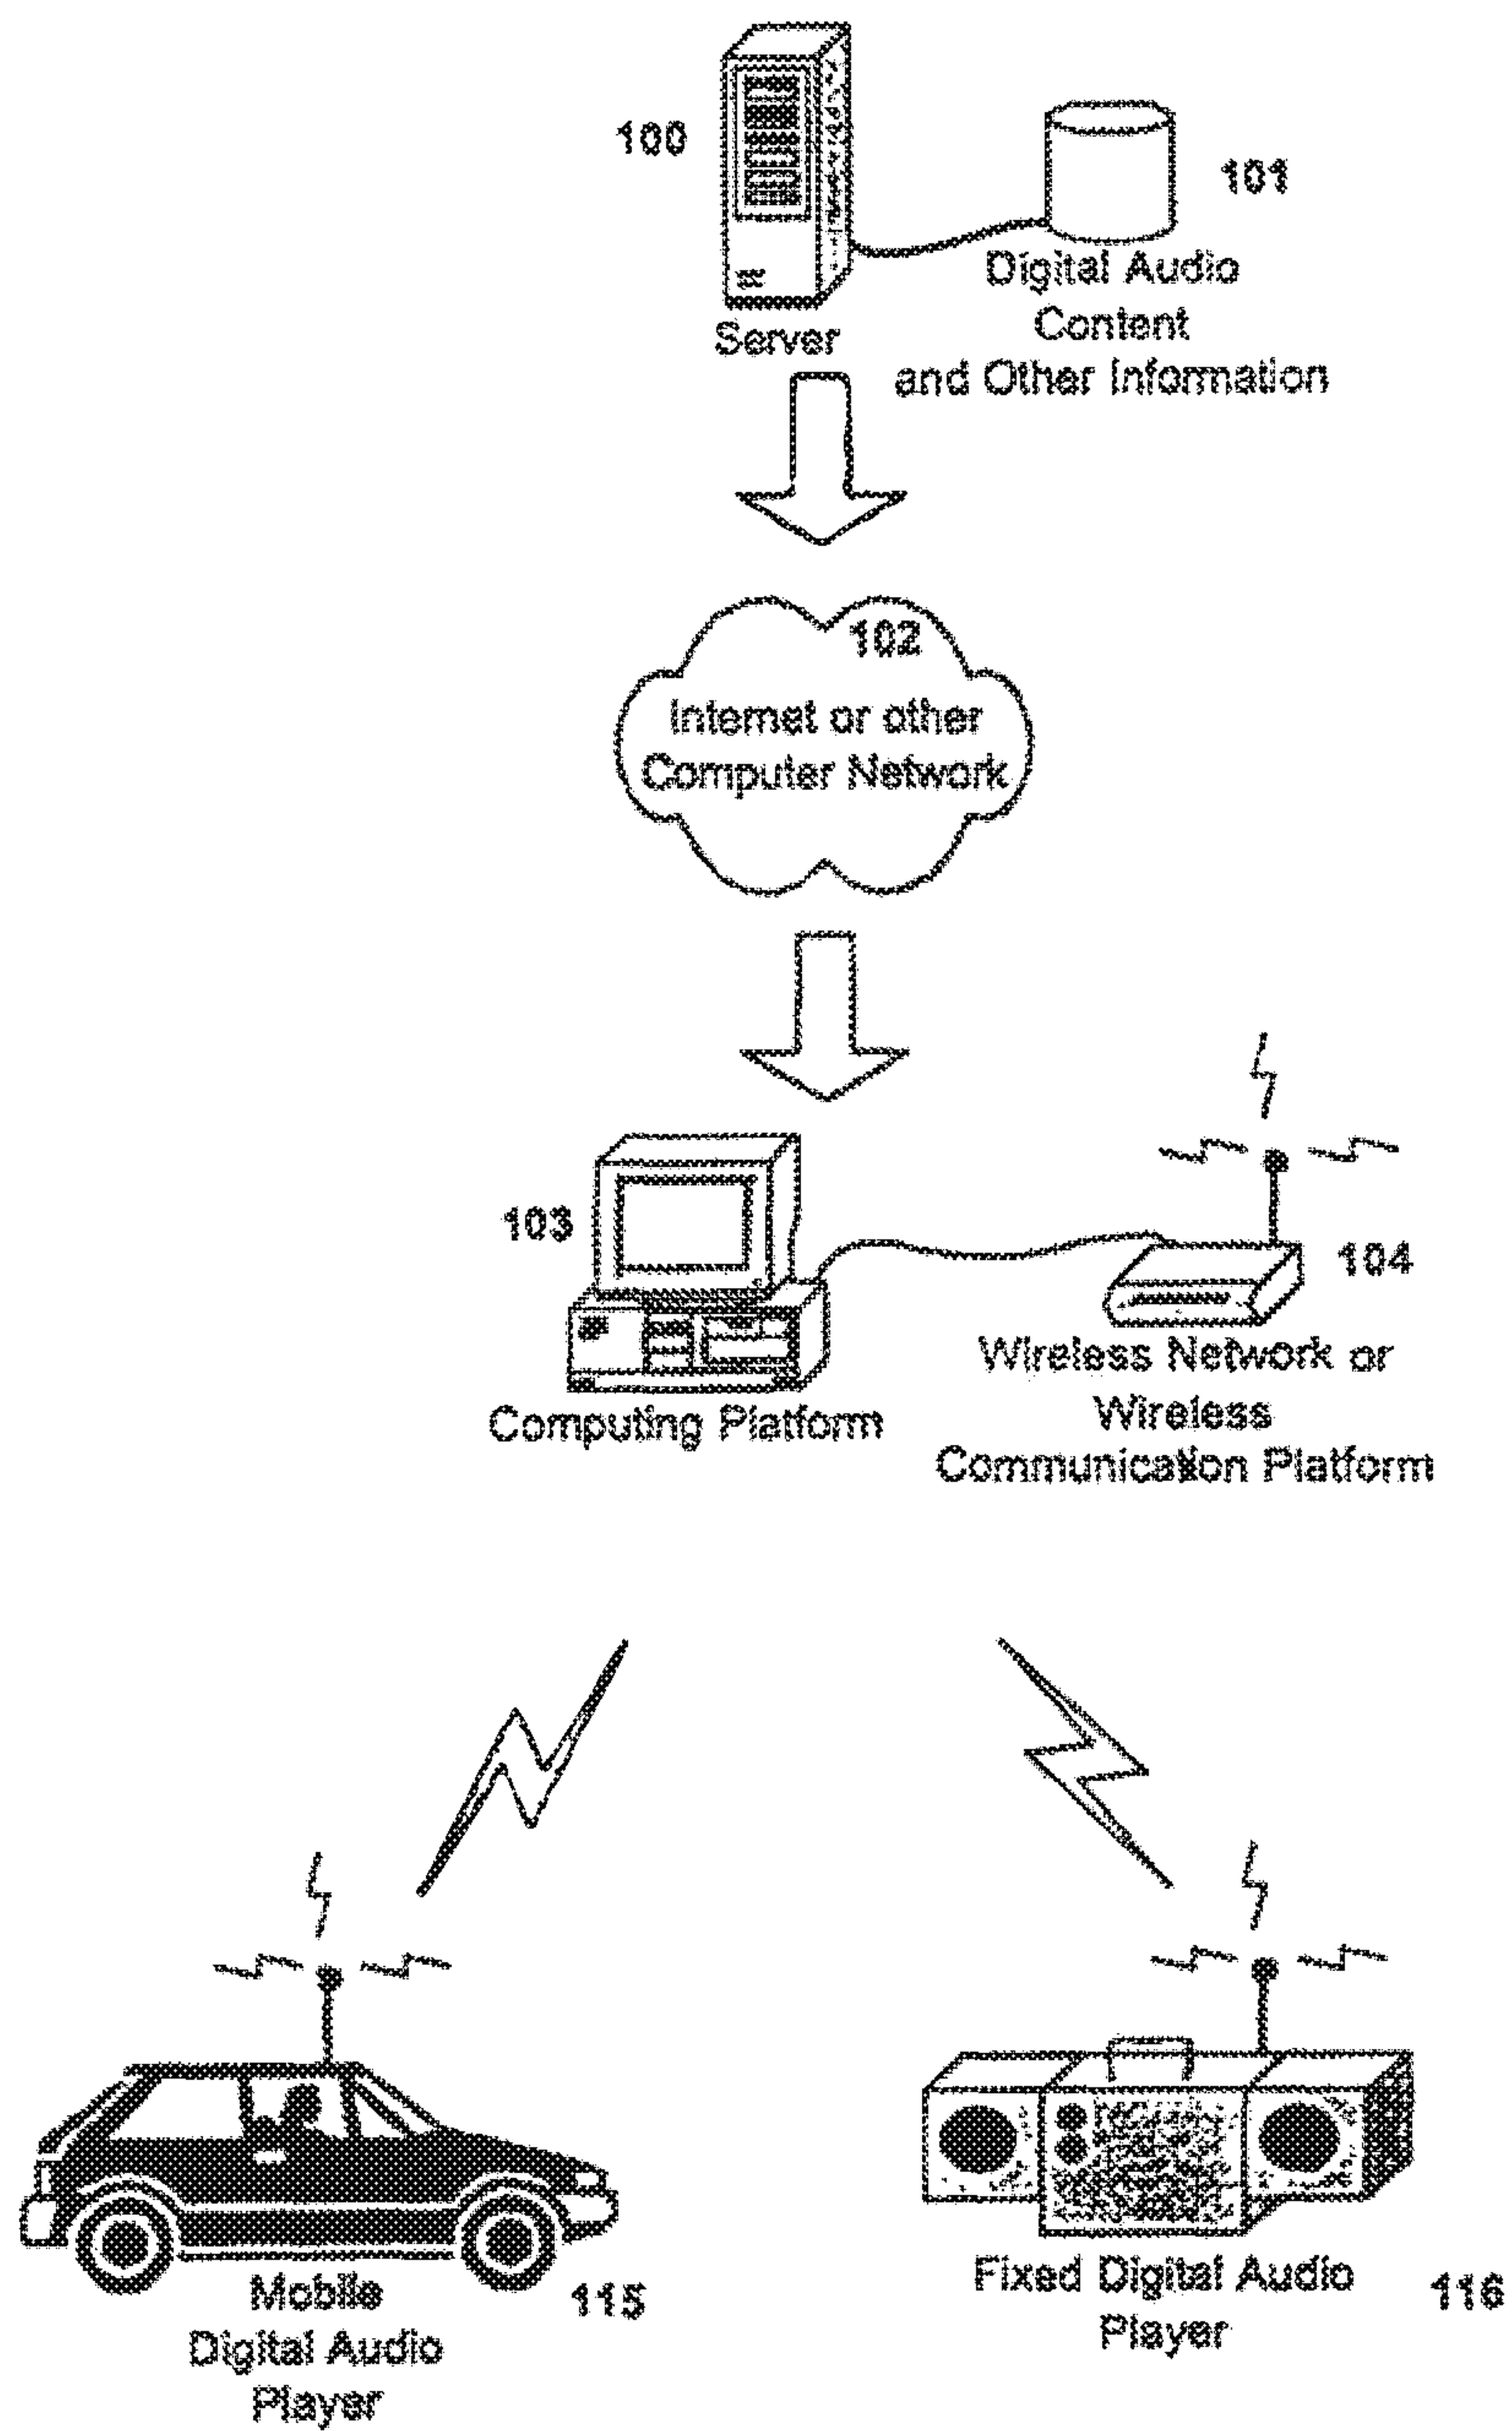 100
101
Server
Digital Audio
Content
and Other Information
102
Internet or other
Computer Network
103
104
Computing Platform
Wireless Network or
Wireless
Communication Platform
Mobile
Digital Audio
Player
115
Fixed Digital Audio
Player
116